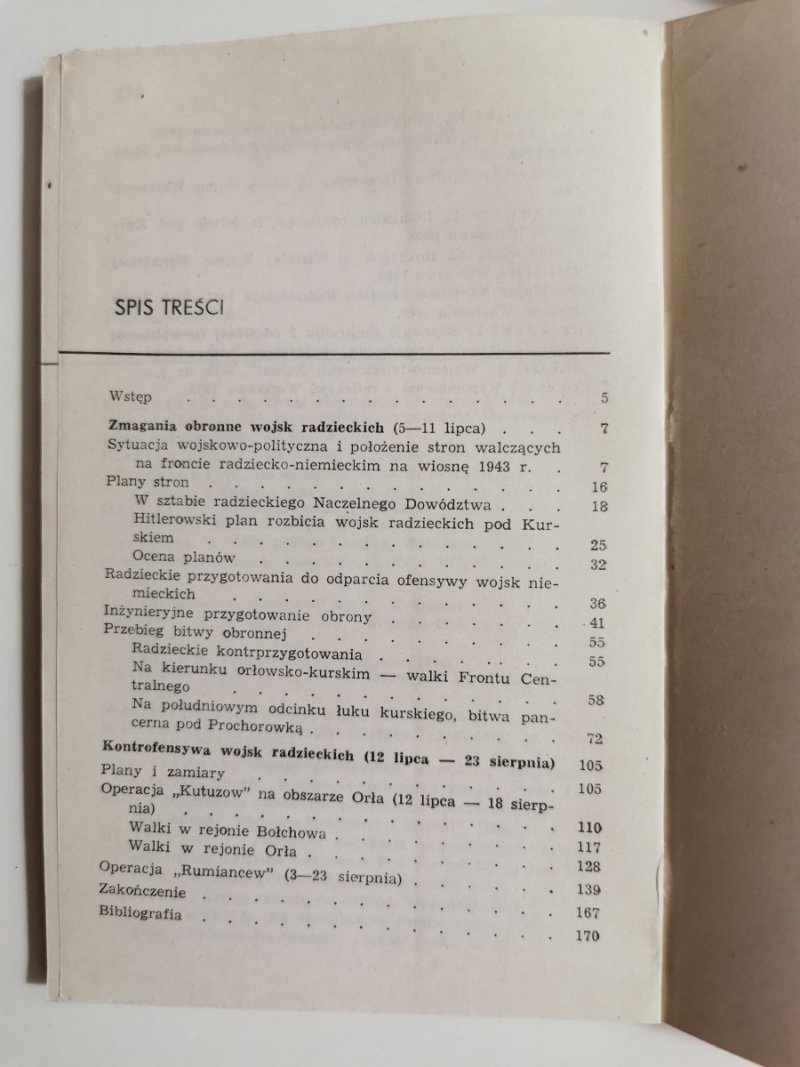 SPIS TREŚCI
Wstęp . . . . . . . . . . . . . . 5
Zmagania obronne wojsk radzieckich (5—11 lipca) . . . 7
Sytuacja wojskowo-polityczna i położenie stron walczących
na froncie radziecko-niemieckim na wiosnę 1943 r. . 7
Plany stron . . . . . . . . . . . . . 16
W sztabie radzieckiego Naczelnego Dowództwa . . . 18
Hitlerowski plan rozbicia wojsk radzieckich pod Kur-
skiem . . . . . . . . . . . . . 25
Ocena planów . . . . . . . . . . . . 32
Radzieckie przygotowania do odparcia ofensywy wojsk nie-
mieckich . . . . . . . . . . . . 36
Inżynieryjne przygotowanie obrony . . . . . . . 41
Przebieg bitwy obronnej . . . . . . . . . 55
Radzieckie kontrprzygotowania . . . . . . . 55
Na kierunku orłowsko-kurskim — walki Frontu Cen-
tralnego . . . . . . . . . . . . 58
Na południowym odcinku łuku kurskiego, bitwa pan-
cerna pod Prochorowką . . . . . . . . . 72
Kontrofensywa wojsk radzieckich (12 lipca — 23 sierpnia) 105
Plany i zamiary . . . . . . . . . . . 105
Operacja „Kutuzow” na obszarze Orła (12 lipca — 18 sierp-
nia) . . . . . . . . . . . . . . 110
Walki w rejonie Bołchowa . . . . . . . . 117
Walki w rejonie Orła . . . . . . . . . 128
Operacja „Rumiancew” (3—23 sierpnia) . . . . . . 139
Zakończenie . . . . . . . . . . . . . 167
Bibliografia . . . . . . . . . . . . . 170